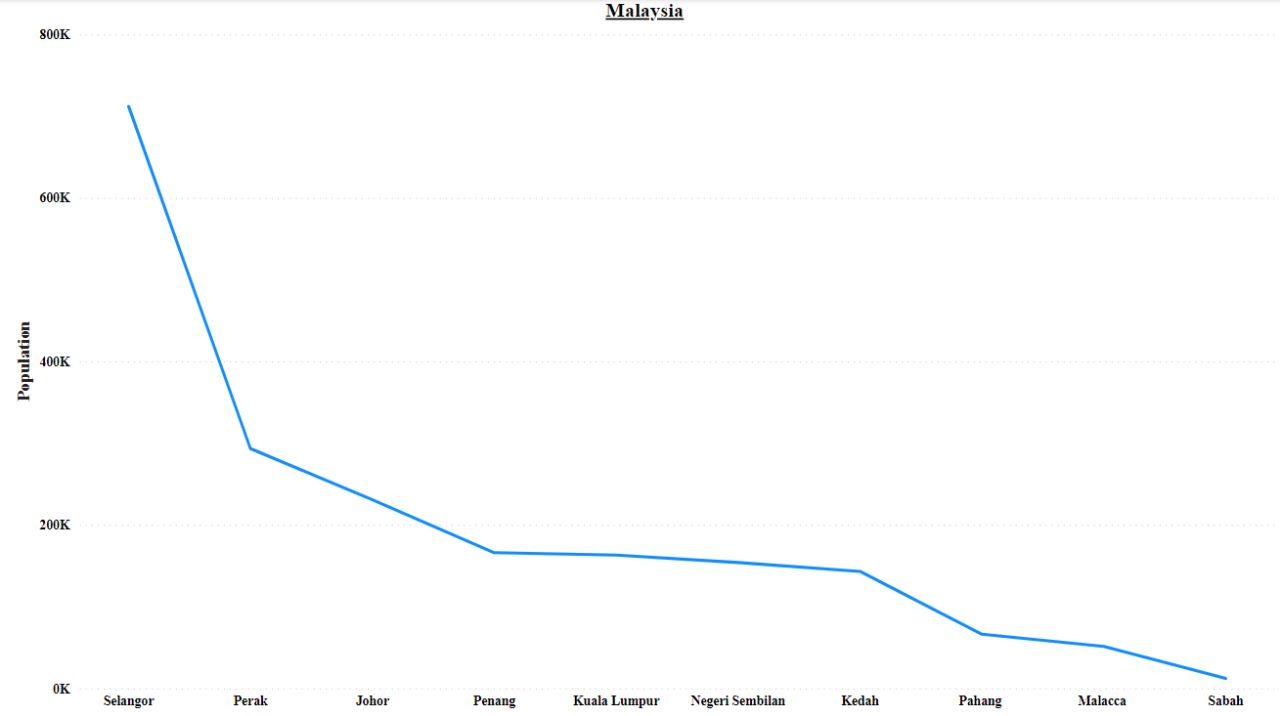 Malaysia
800K
600K
400K
200K
0K
Population
Selangor Perak Johor Penang Kuala Lumpur Negeri Sembilan Kedah Pahang Malacca Sabah